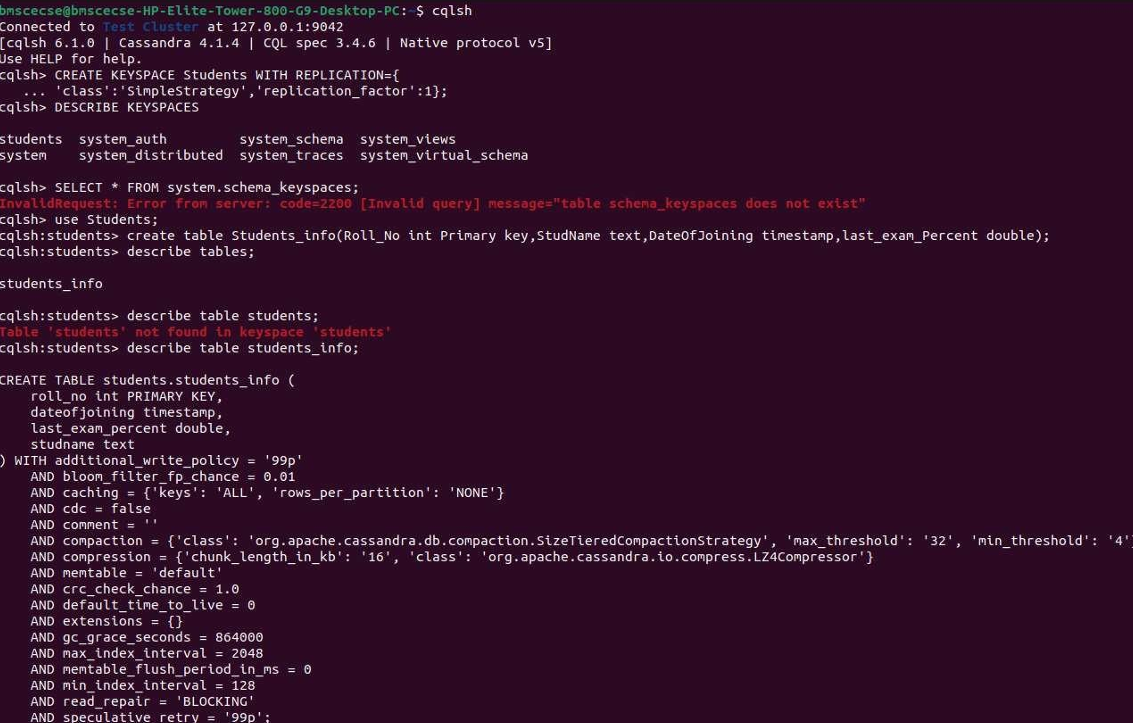 bmscecse@bmscecse-HP-Elite-Tower-800-G9-Desktop-PC:~$ cqlsh
Connected to Test Cluster at 127.0.0.1:9042
[cqlsh 6.1.0 | Cassandra 4.1.4 | CQL spec 3.4.6 | Native protocol v5]
Use HELP for help.
cqlsh> CREATE KEYSPACE Students WITH REPLICATION={
   ... 'class':'SimpleStrategy','replication_factor':1};
cqlsh> DESCRIBE KEYSPACES
students  system_auth         system_schema  system_views
system    system_distributed  system_traces  system_virtual_schema
cqlsh> SELECT * FROM system.schema_keyspaces;
InvalidRequest: Error from server: code=2200 [Invalid query] message="table schema_keyspaces does not exist"
cqlsh> use Students;
cqlsh:students> create table Students_info(Roll_No int Primary key,StudName text,DateOfJoining timestamp,last_exam_Percent double);
cqlsh:students> describe tables;
students_info
cqlsh:students> describe table students;
Table 'students' not found in keyspace 'students'
cqlsh:students> describe table students_info;
CREATE TABLE students.students_info (
    roll_no int PRIMARY KEY,
    dateofjoining timestamp,
    last_exam_percent double,
    studname text
) WITH additional_write_policy = '99p'
    AND bloom_filter_fp_chance = 0.01
    AND caching = {'keys': 'ALL', 'rows_per_partition': 'NONE'}
    AND cdc = false
    AND comment = ''
    AND compaction = {'class': 'org.apache.cassandra.db.compaction.SizeTieredCompactionStrategy', 'max_threshold': '32', 'min_threshold': '4'}
    AND compression = {'chunk_length_in_kb': '16', 'class': 'org.apache.cassandra.io.compress.LZ4Compressor'}
    AND memtable = 'default'
    AND crc_check_chance = 1.0
    AND default_time_to_live = 0
    AND extensions = {}
    AND gc_grace_seconds = 864000
    AND max_index_interval = 2048
    AND memtable_flush_period_in_ms = 0
    AND min_index_interval = 128
    AND read_repair = 'BLOCKING'
    AND speculative_retry = '99p';